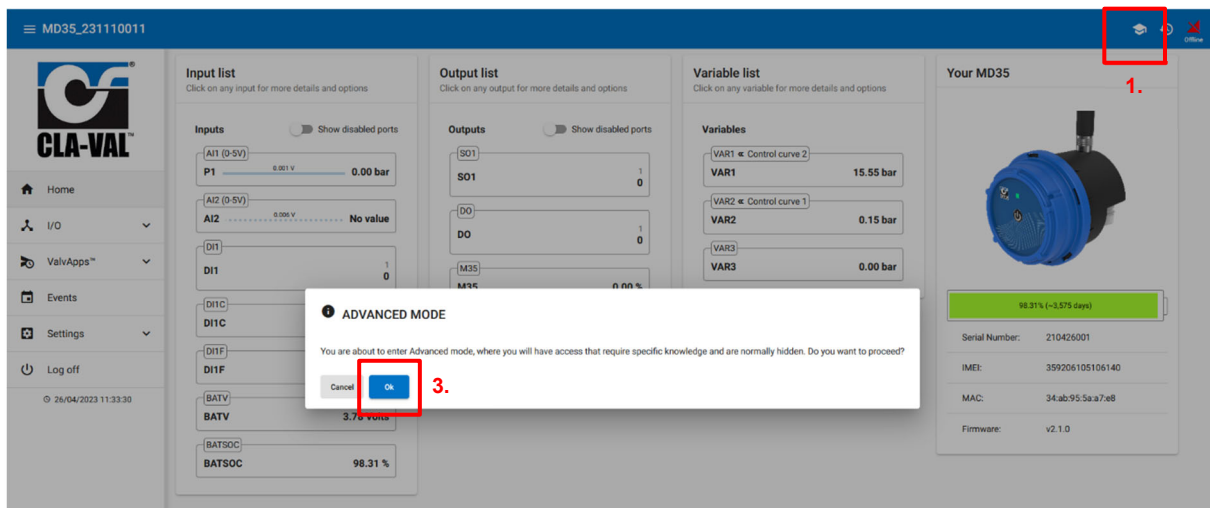 MD35_231110011
Offline
1.
CLA-VAL™
Home
I/O
ValvApps™
Events
Settings
Log off
26/04/2023 11:33:30
Input list
Click on any input for more details and options
Inputs
Show disabled ports
AI1 (0-5V)
P1 0.001 V 0.00 bar
AI2 (0-5V)
AI2 0.006 V No value
DI1
DI1 1 0
DI1C
DI1C
DI1F
DI1F
BATV
BATV 3.78 Volts
BATSOC
BATSOC 98.31 %
Output list
Click on any output for more details and options
Outputs
Show disabled ports
SO1
SO1 1 0
DO
DO 1 0
M35
M35 0.00 %
Variable list
Click on any variable for more details and options
Variables
VAR1 « Control curve 2
VAR1 15.55 bar
VAR2 « Control curve 1
VAR2 0.15 bar
VAR3
VAR3 0.00 bar
Your MD35
98.31% (~3,575 days)
Serial Number: 210426001
IMEI: 359206105106140
MAC: 34:ab:95:5a:a7:e8
Firmware: v2.1.0
ADVANCED MODE
You are about to enter Advanced mode, where you will have access that require specific knowledge and are normally hidden. Do you want to proceed?
Cancel
Ok
3.